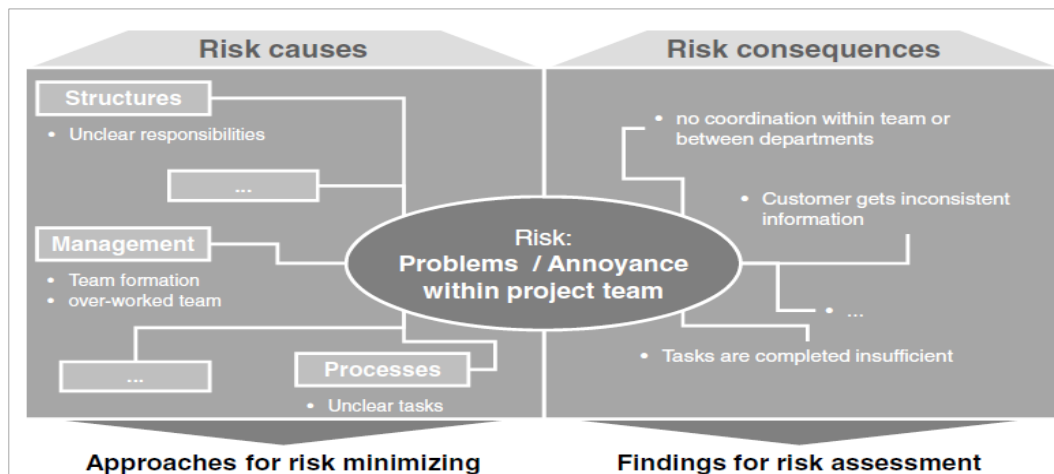 Risk causes
Structures
• Unclear responsibilities
...
Management
• Team formation
• over-worked team
...
Processes
• Unclear tasks
Risk:
Problems / Annoyance
within project team
Risk consequences
• no coordination within team or
between departments
• Customer gets inconsistent
information
• ...
• Tasks are completed insufficient
Approaches for risk minimizing
Findings for risk assessment